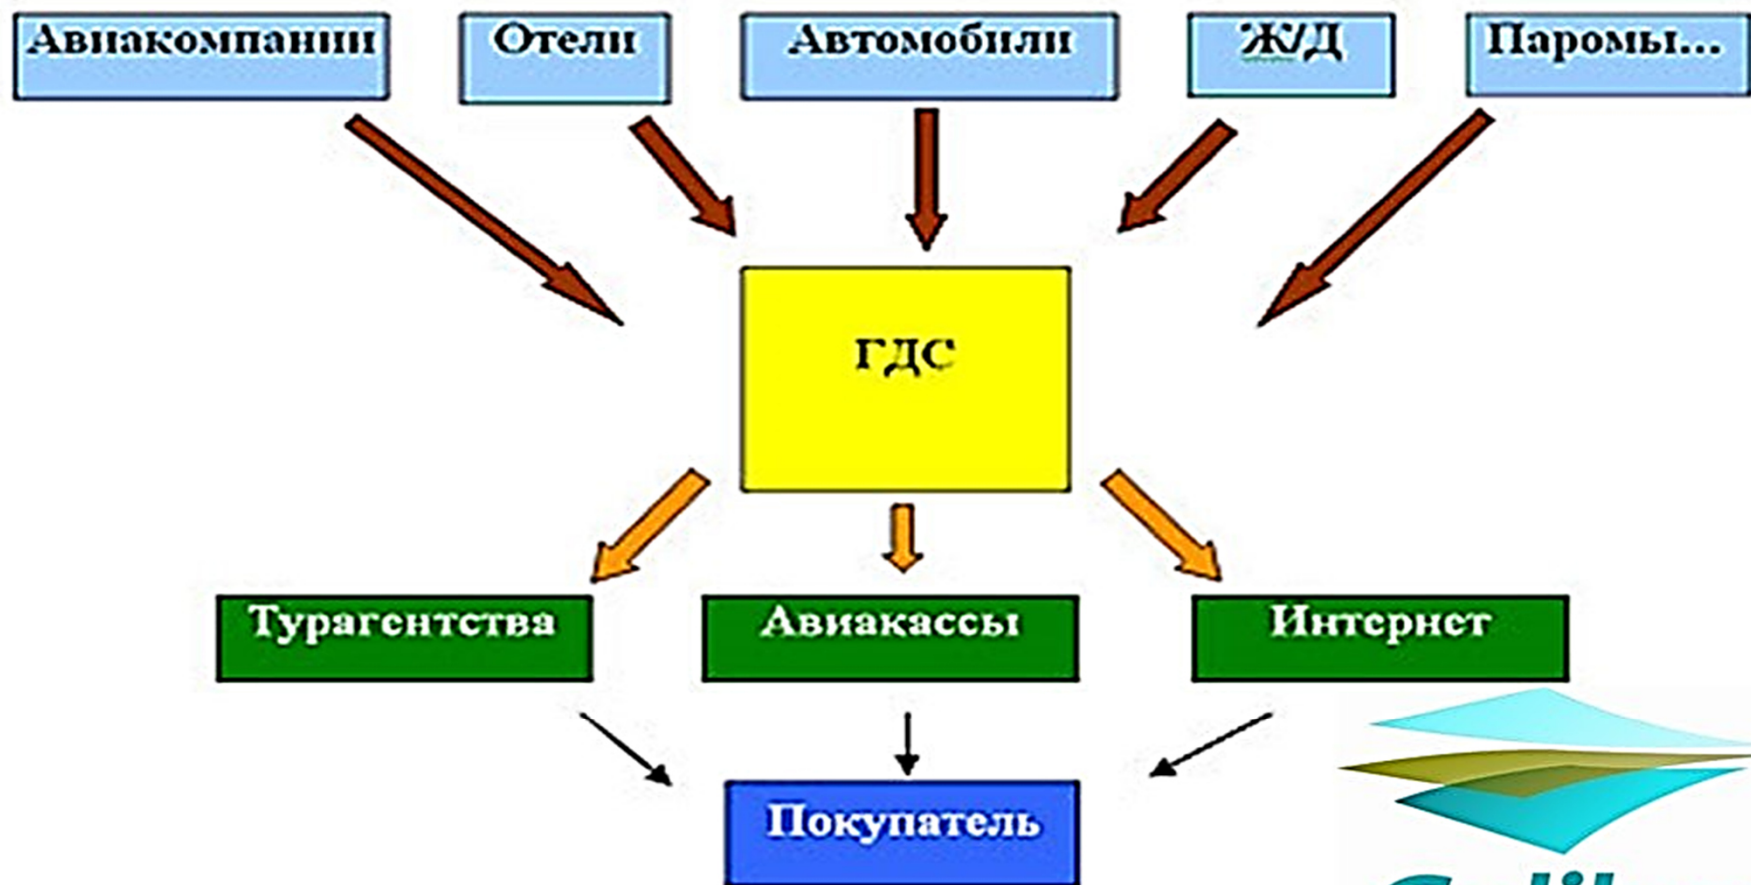 Авиакомпании
Отели
Автомобили
Ж/Д
Паромы...
ГДС
Турагентства
Авиакассы
Интернет
Покупатель